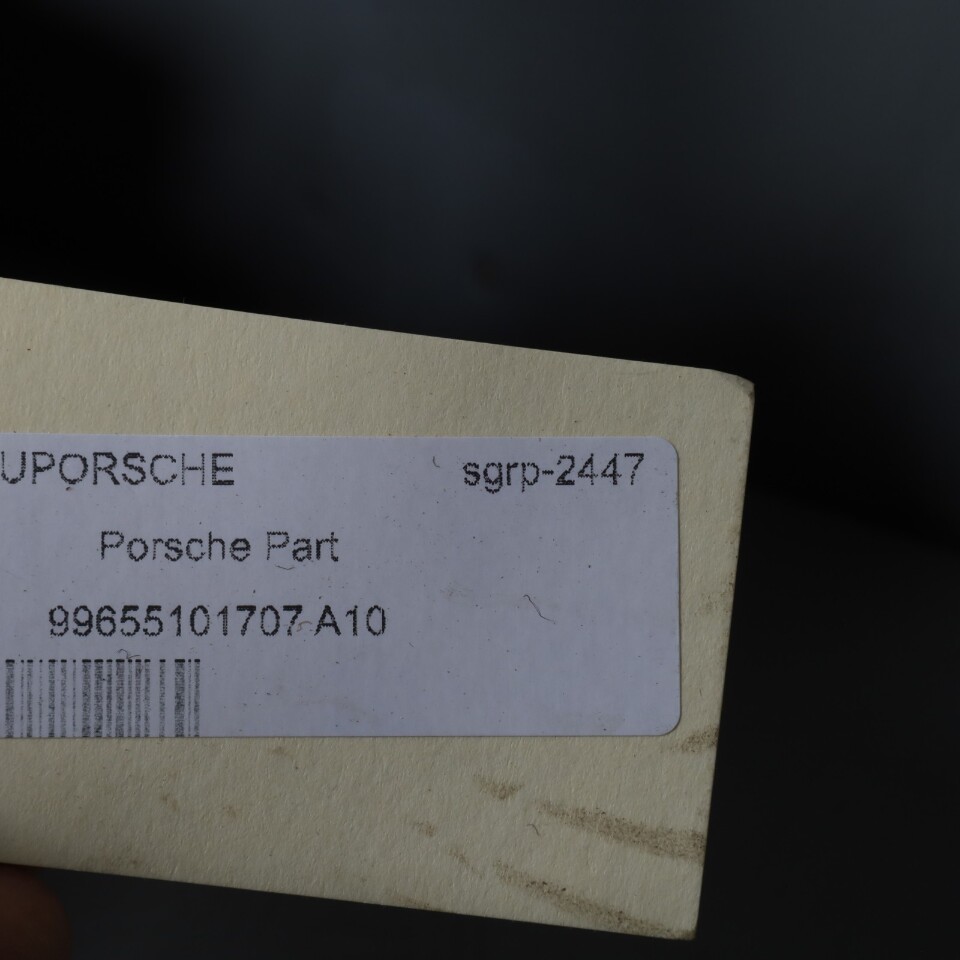 UPORSCHE sgrp-2447
Porsche Part
99655101707 A10